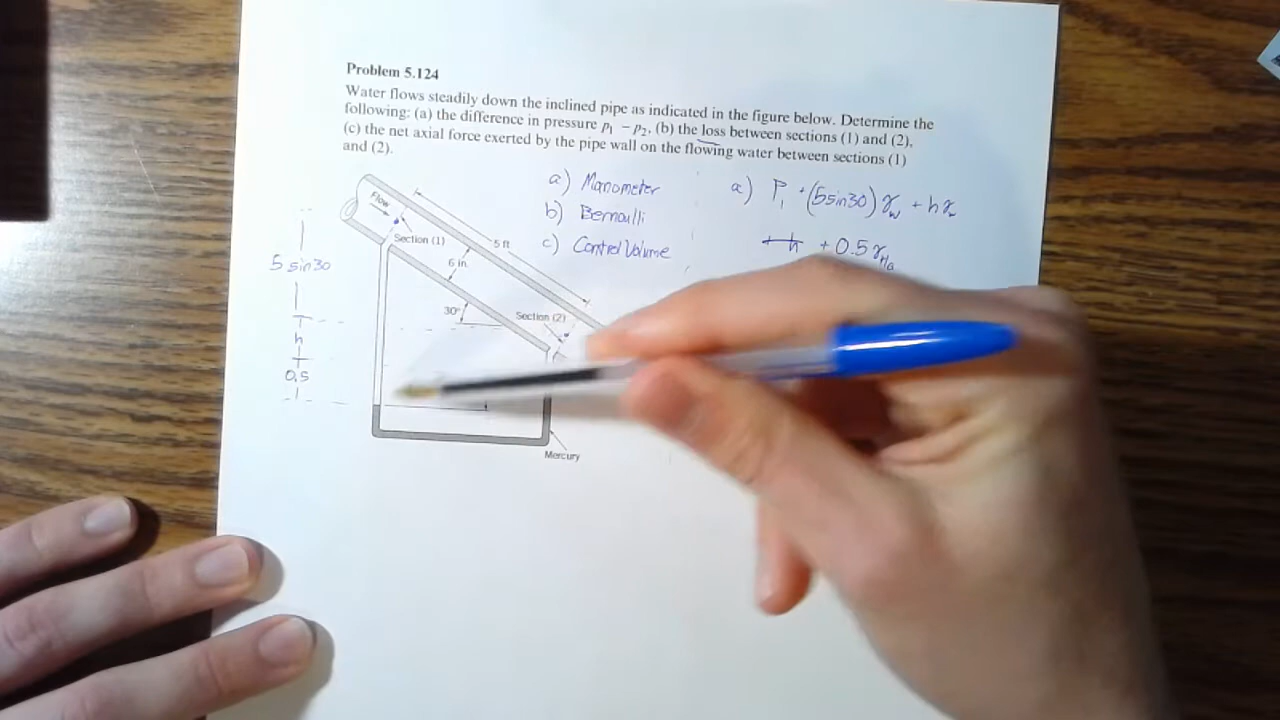 Problem 5.124
Water flows steadily down the inclined pipe as indicated in the figure below. Determine the
following: (a) the difference in pressure p₁ − p₂, (b) the loss between sections (1) and (2),
(c) the net axial force exerted by the pipe wall on the flowing water between sections (1)
and (2).
a) Manometer
b) Bernoulli
c) Control Volume
a) P₁ + (5sin30) γw + hγw
+ 0.5 γHg
Flow
Section (1)
5 ft
6 in.
30°
Section (2)
Mercury
5 sin30
h
0.5